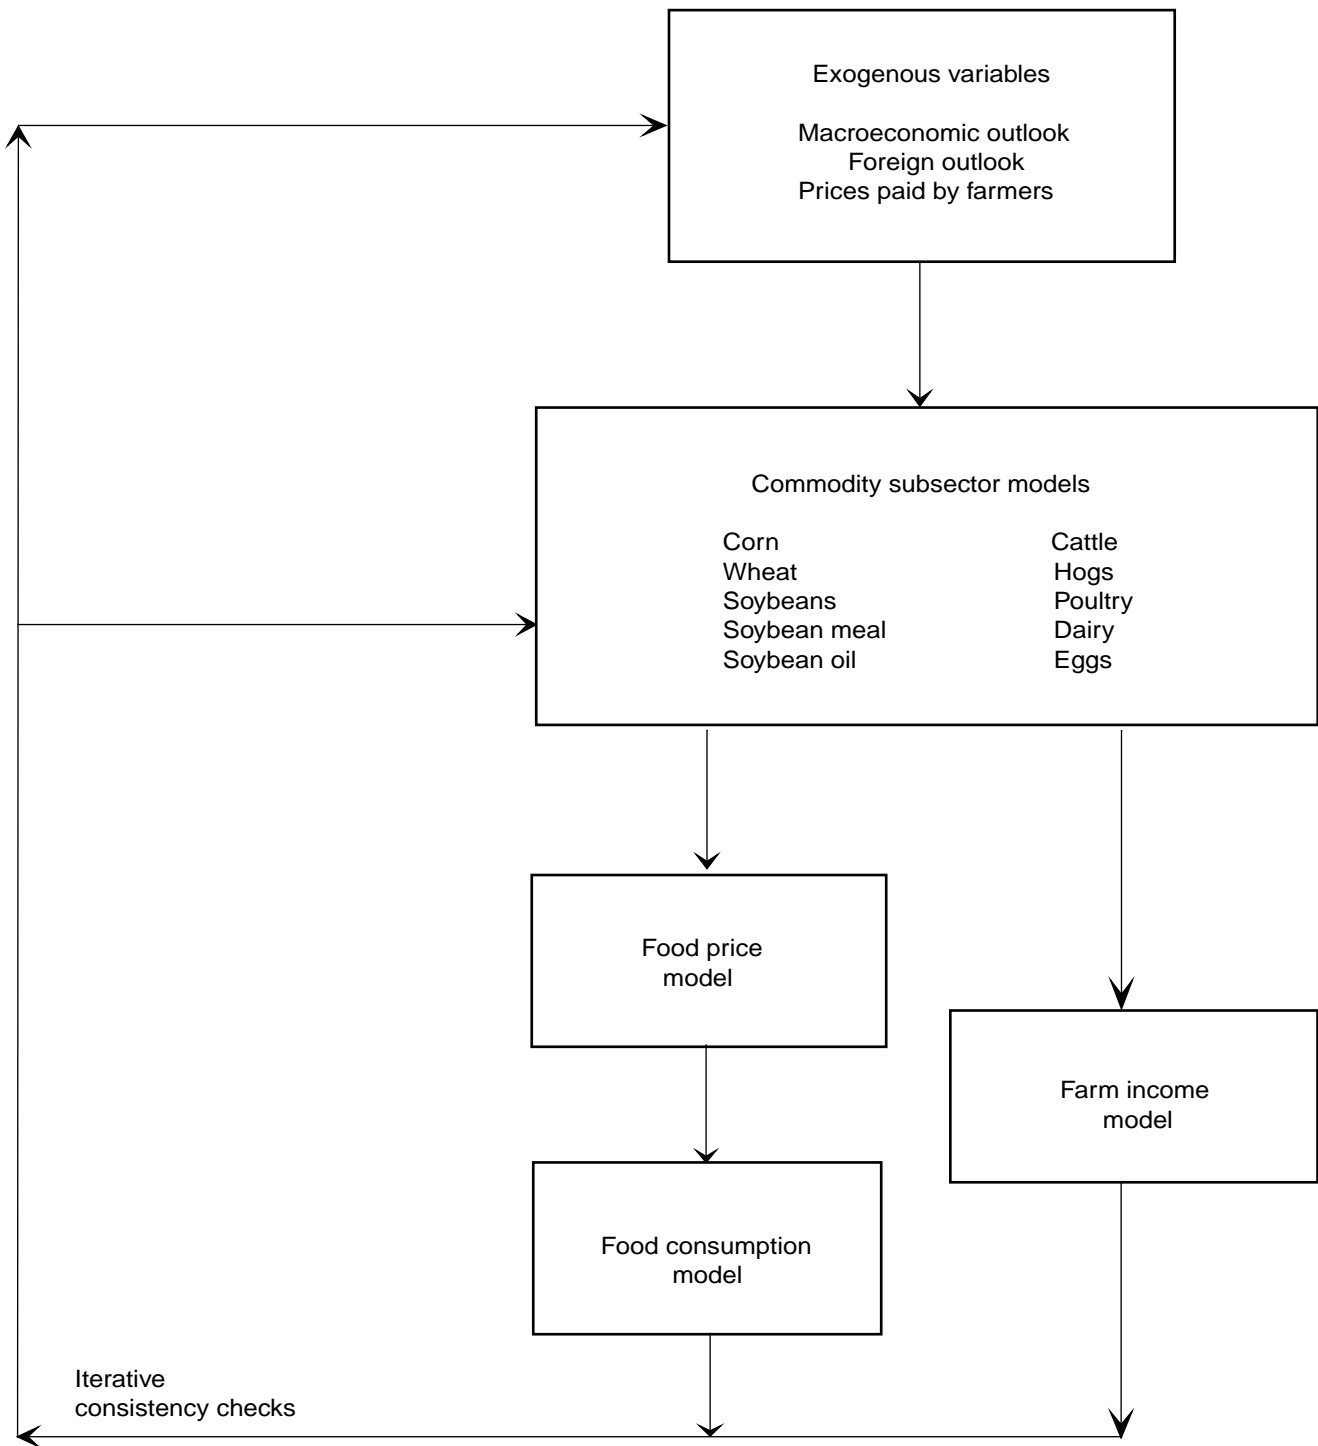 Exogenous variables
Macroeconomic outlook
Foreign outlook
Prices paid by farmers
Commodity subsector models
Corn
Wheat
Soybeans
Soybean meal
Soybean oil
Cattle
Hogs
Poultry
Dairy
Eggs
Food price
model
Farm income
model
Food consumption
model
Iterative
consistency checks